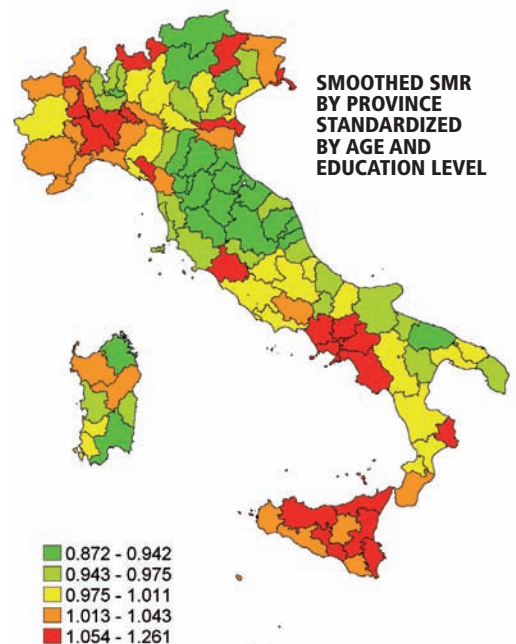 SMOOTHED SMR
BY PROVINCE
STANDARDIZED
BY AGE AND
EDUCATION LEVEL
0.872 - 0.942
0.943 - 0.975
0.975 - 1.011
1.013 - 1.043
1.054 - 1.261